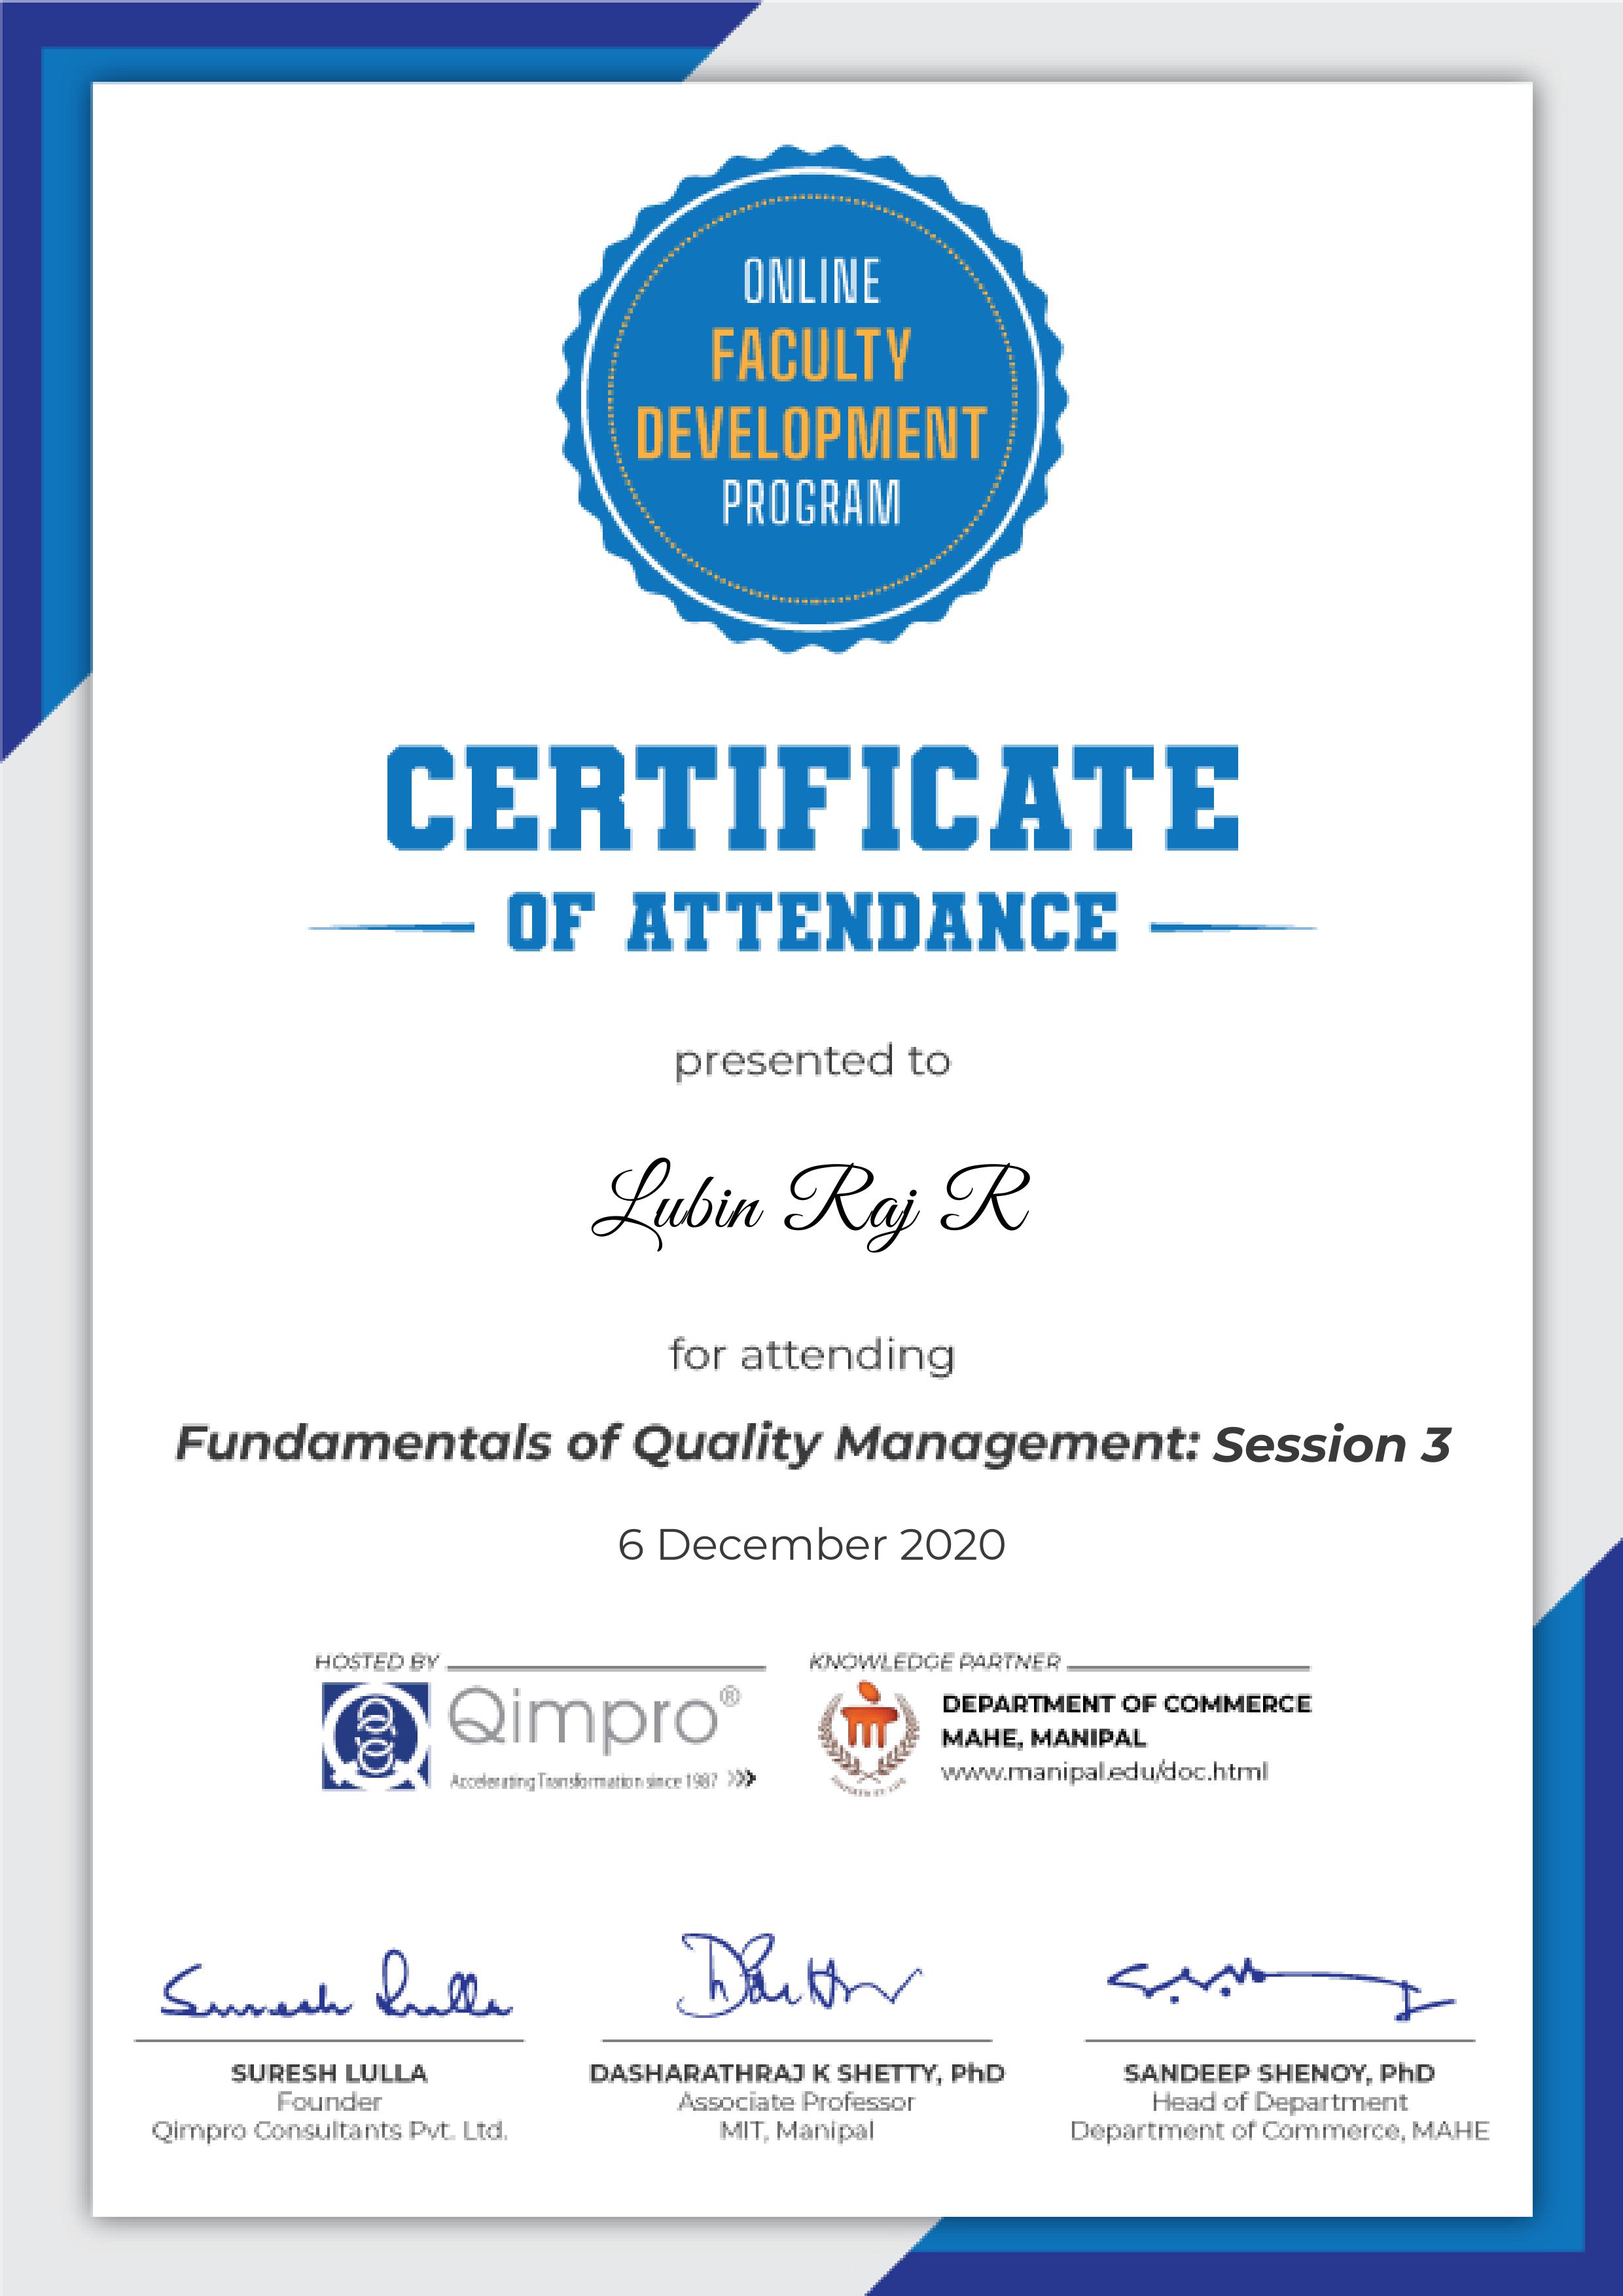 ONLINE
FACULTY
DEVELOPMENT
PROGRAM
CERTIFICATE
OF ATTENDANCE
presented to
Lubin Raj R
for attending
Fundamentals of Quality Management: Session 3
6 December 2020
HOSTED BY
Qimpro®
Accelerating Transformation since 1987
KNOWLEDGE PARTNER
DEPARTMENT OF COMMERCE
MAHE, MANIPAL
www.manipal.edu/doc.html
Suresh Lulla
SURESH LULLA
Founder
Qimpro Consultants Pvt. Ltd.
DASHARATHRAJ K SHETTY, PhD
Associate Professor
MIT, Manipal
SANDEEP SHENOY, PhD
Head of Department
Department of Commerce, MAHE